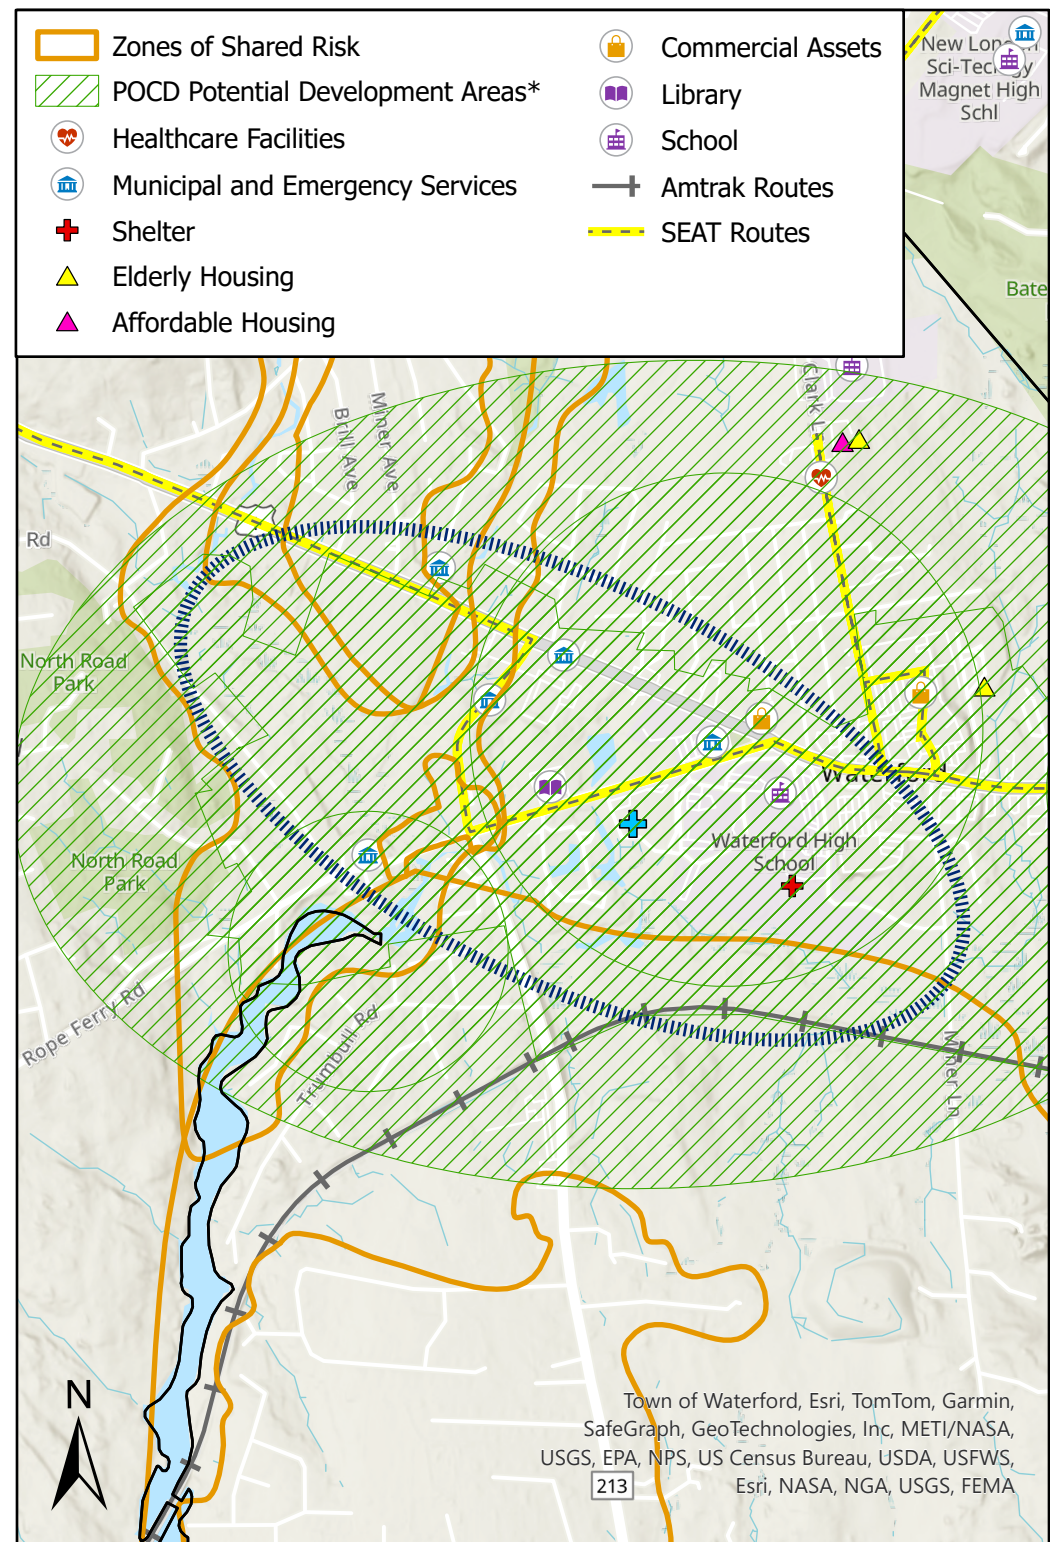 Zones of Shared Risk
POCD Potential Development Areas*
Healthcare Facilities
Municipal and Emergency Services
Shelter
Elderly Housing
Affordable Housing
Commercial Assets
Library
School
Amtrak Routes
SEAT Routes
New
Magnet High
Schl
Bate
Clark L
Miner Ave
Brill Ave
Rd
North Road
Park
Waterford
Waterford High
School
North Road
Park
Rope Ferry Rd
Trumbull Rd
Miner Ln
N
213
Town of Waterford, Esri, TomTom, Garmin,
SafeGraph, GeoTechnologies, Inc, METI/NASA,
USGS, EPA, NPS, US Census Bureau, USDA, USFWS,
Esri, NASA, NGA, USGS, FEMA